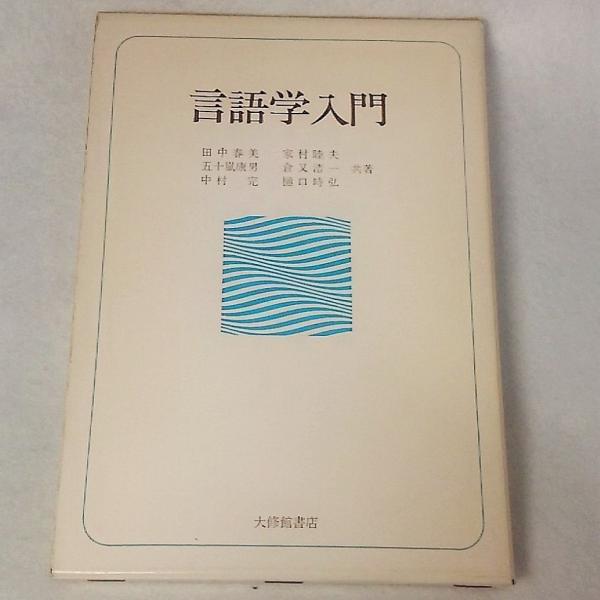 言語学入門
田中春美 家村睦夫
五十嵐康男 倉又浩一 共著
中村完 樋口時弘
大修館書店